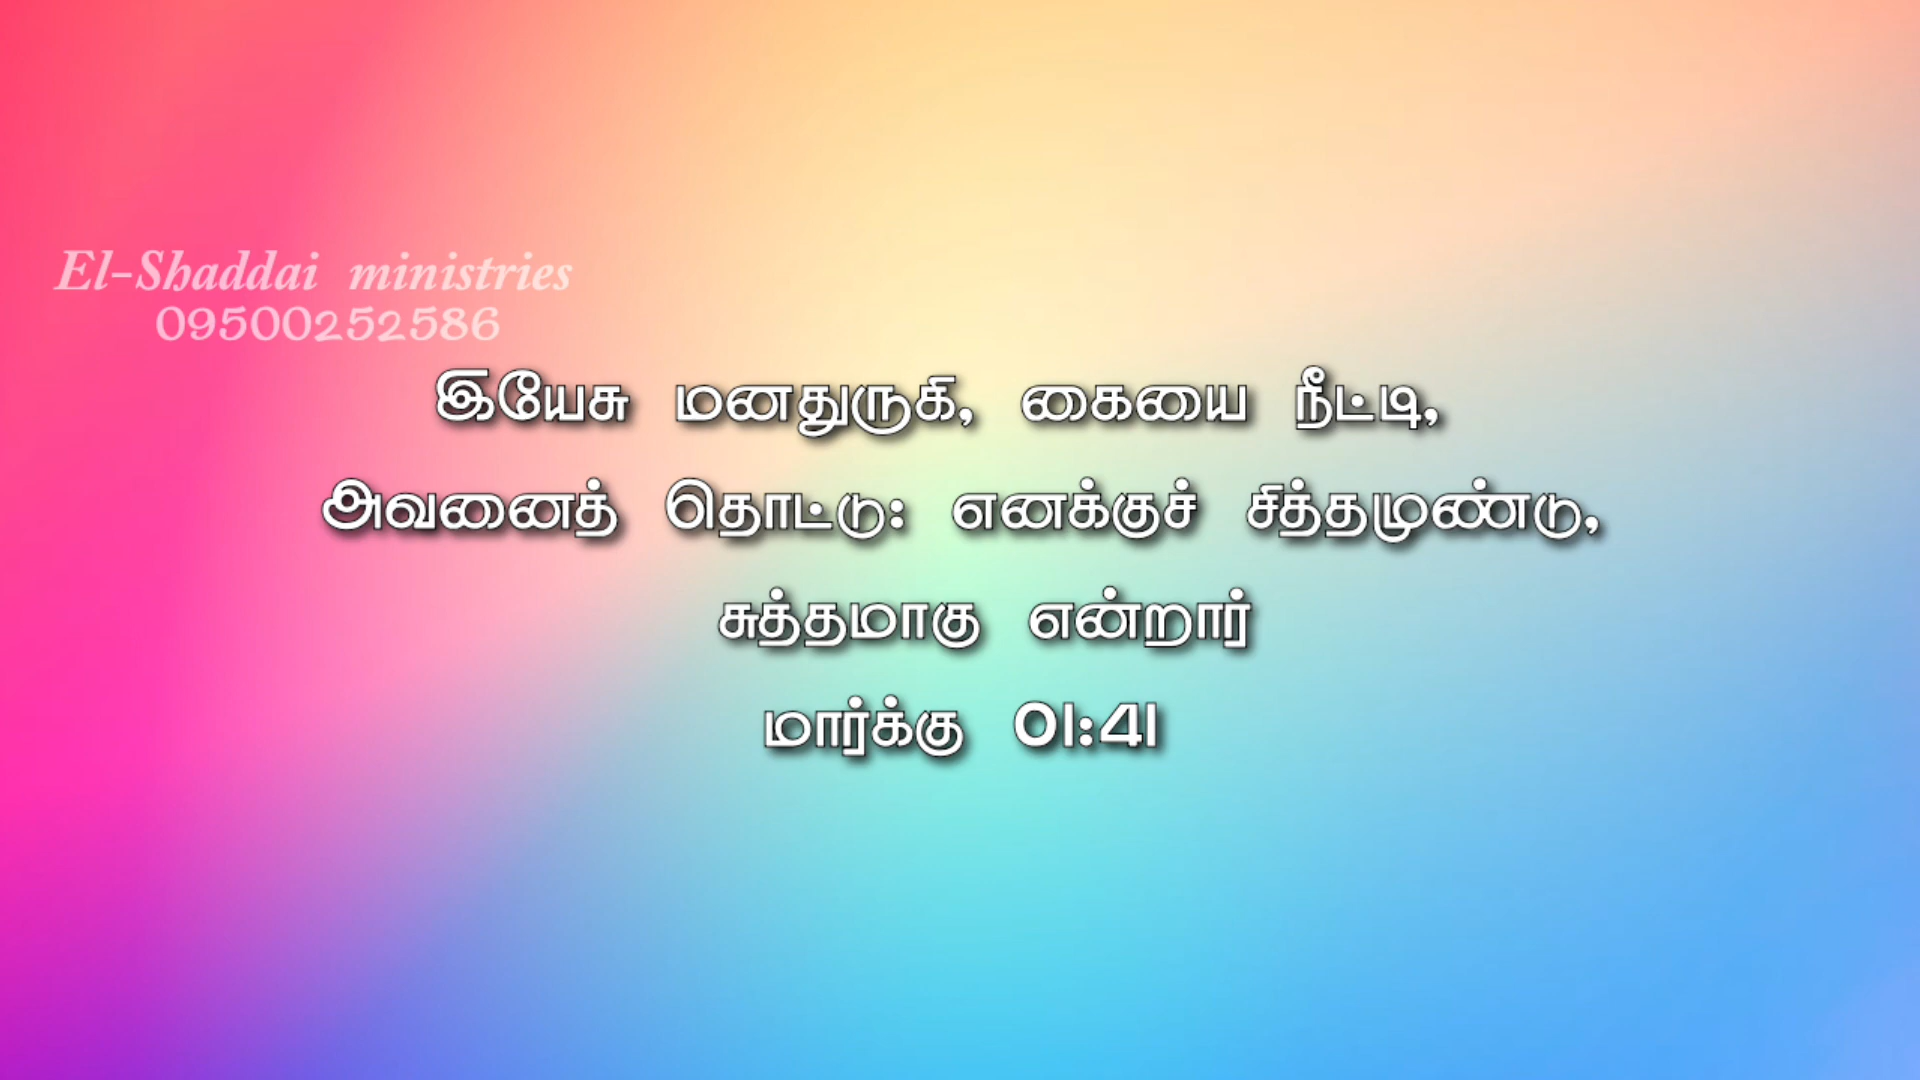 El-Shaddai ministries
09500252586
இயேசு மனதுருகி, கையை நீட்டி,
அவனைத் தொட்டு: எனக்குச் சித்தமுண்டு,
சுத்தமாகு என்றார்
மார்க்கு 01:41